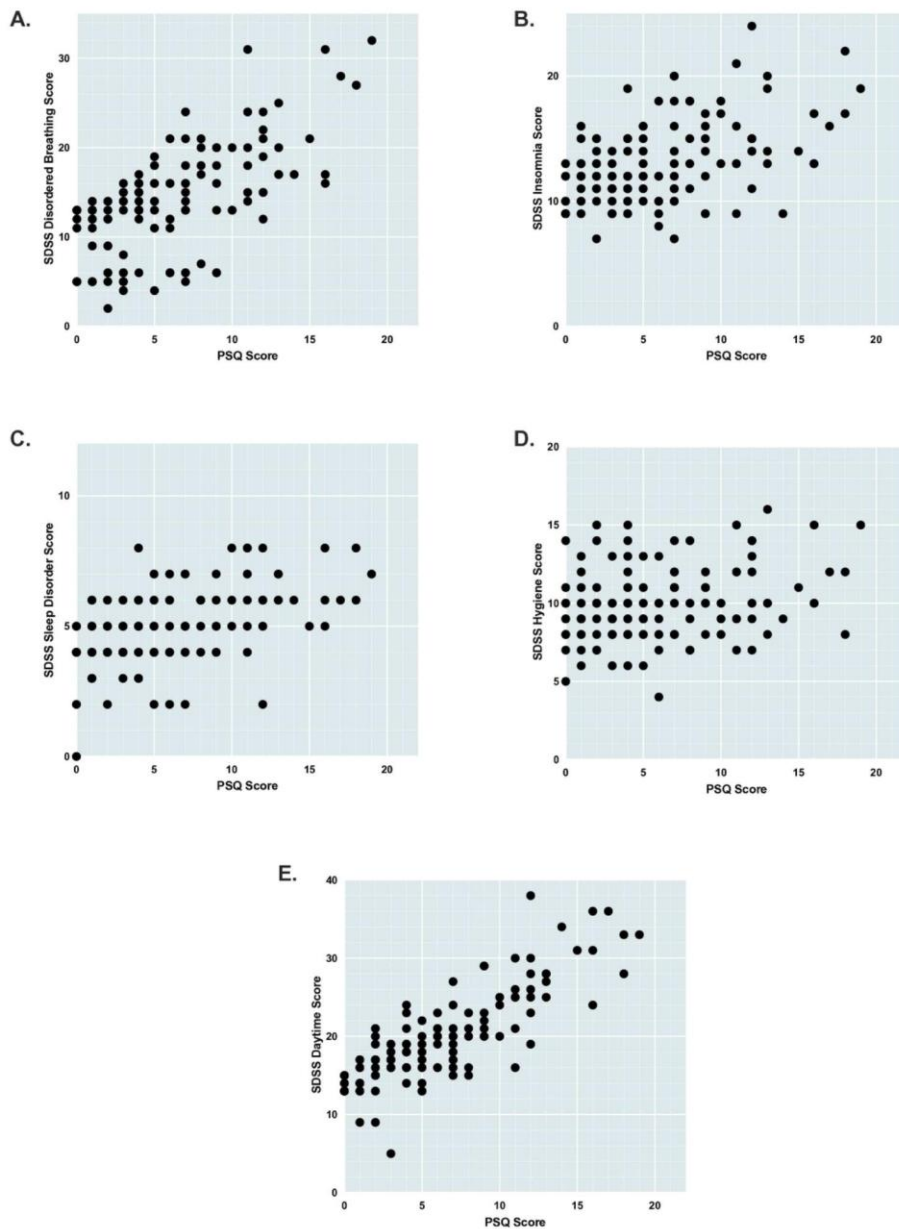 A.
SDSS Disordered Breathing Score
30
20
10
0
0 5 10 15 20
PSQ Score
B.
SDSS Insomnia Score
20
10
0
0 5 10 15 20
PSQ Score
C.
SDSS Sleep Disorder Score
10
5
0
0 5 10 15 20
PSQ Score
D.
SDSS Hygiene Score
20
15
10
5
0
0 5 10 15 20
PSQ Score
E.
SDSS Daytime Score
40
30
20
10
0
0 5 10 15 20
PSQ Score